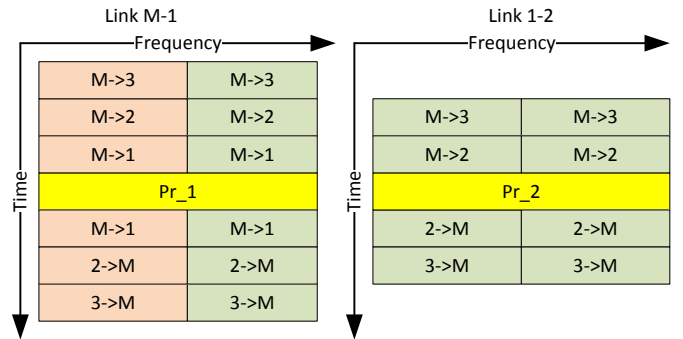 Link M-1
Link 1-2
Frequency
Frequency
M->3 M->3
M->2 M->2
M->1 M->1
Pr_1
M->1 M->1
2->M 2->M
3->M 3->M
Time
M->3 M->3
M->2 M->2
Pr_2
2->M 2->M
3->M 3->M
Time